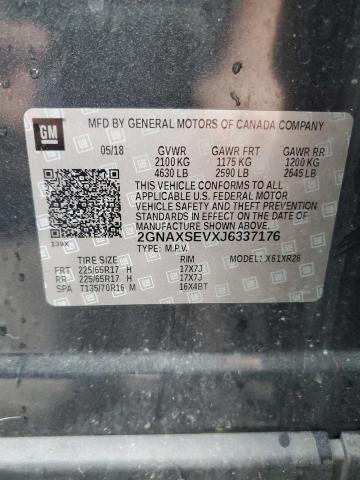 GM
MFD BY GENERAL MOTORS OF CANADA COMPANY
05/18 GVWR GAWR FRT GAWR RR
2100 KG 1175 KG 1200 KG
4630 LB 2590 LB 2645 LB
THIS VEHICLE CONFORMS TO ALL
APPLICABLE U.S. FEDERAL MOTOR
VEHICLE SAFETY AND THEFT PREVENTION
STANDARDS IN EFFECT ON THE DATE OF
MANUFACTURE SHOWN ABOVE.
2GNAXSEVXJ6337176
TYPE: M.P.V.
139X
TIRE SIZE RIM MODEL: X61XR26
FRT 225/65R17 H 17X7J
RR 225/65R17 H 17X7J
SPA T135/70R16 M 16X4BT